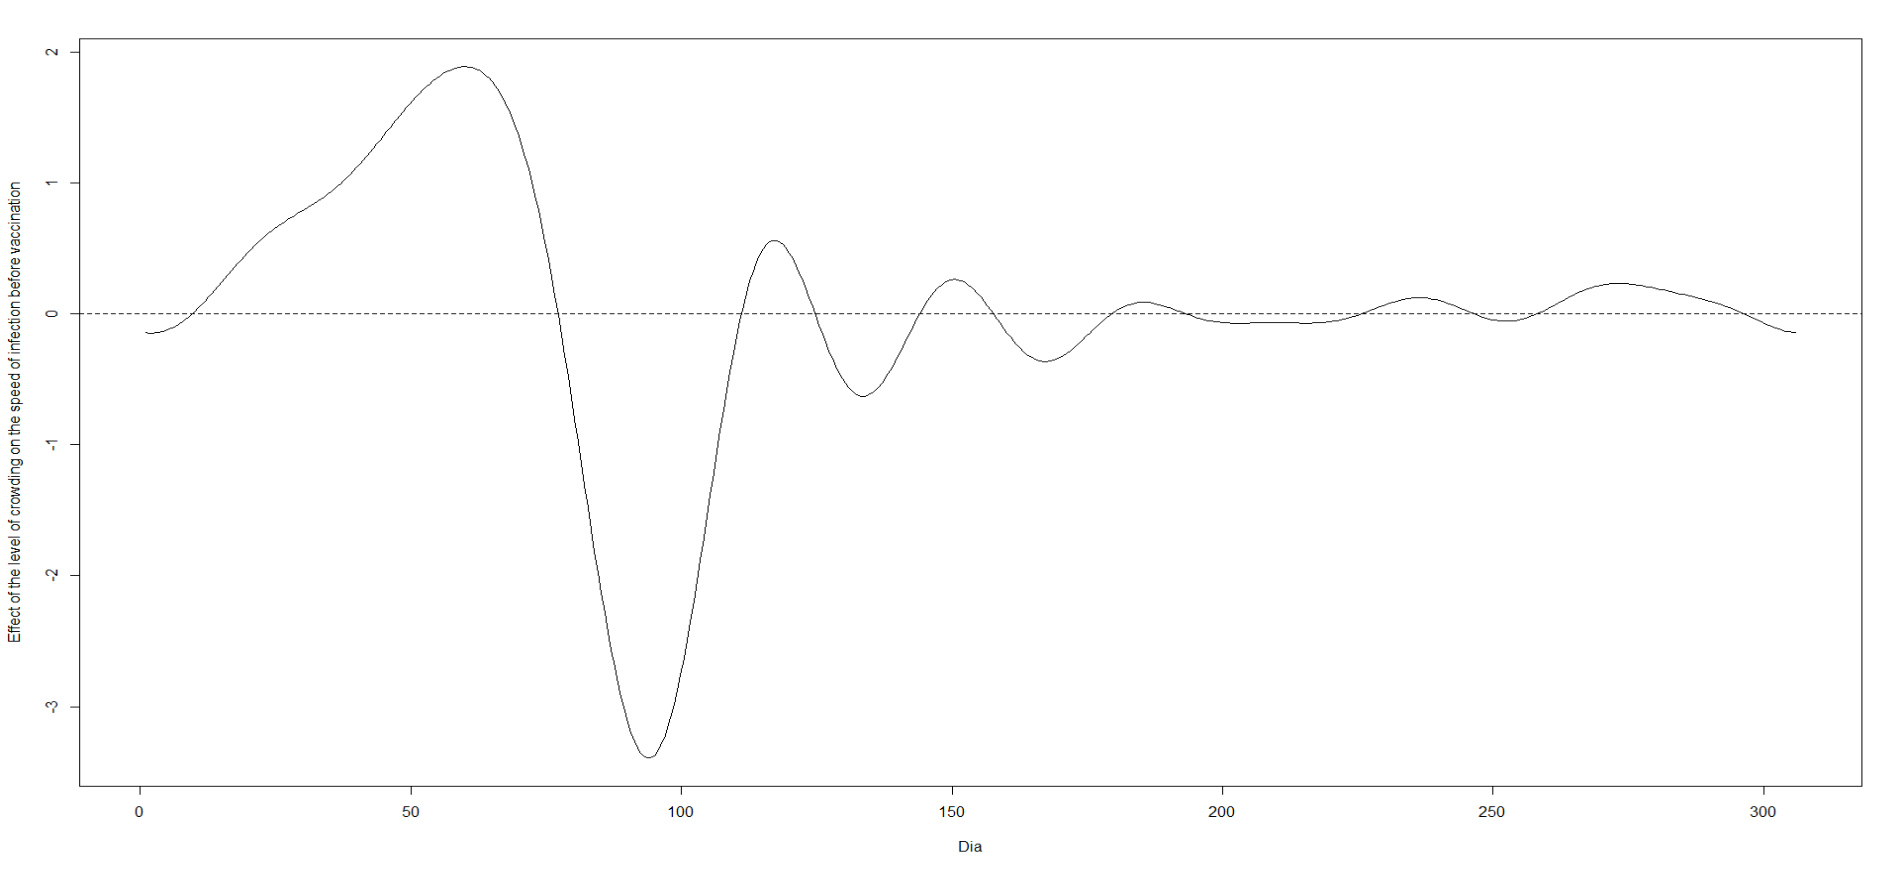 Effect of the level of crowding on the speed of infection before vaccination
2
1
0
-1
-2
-3
0 50 100 150 200 250 300
Dia